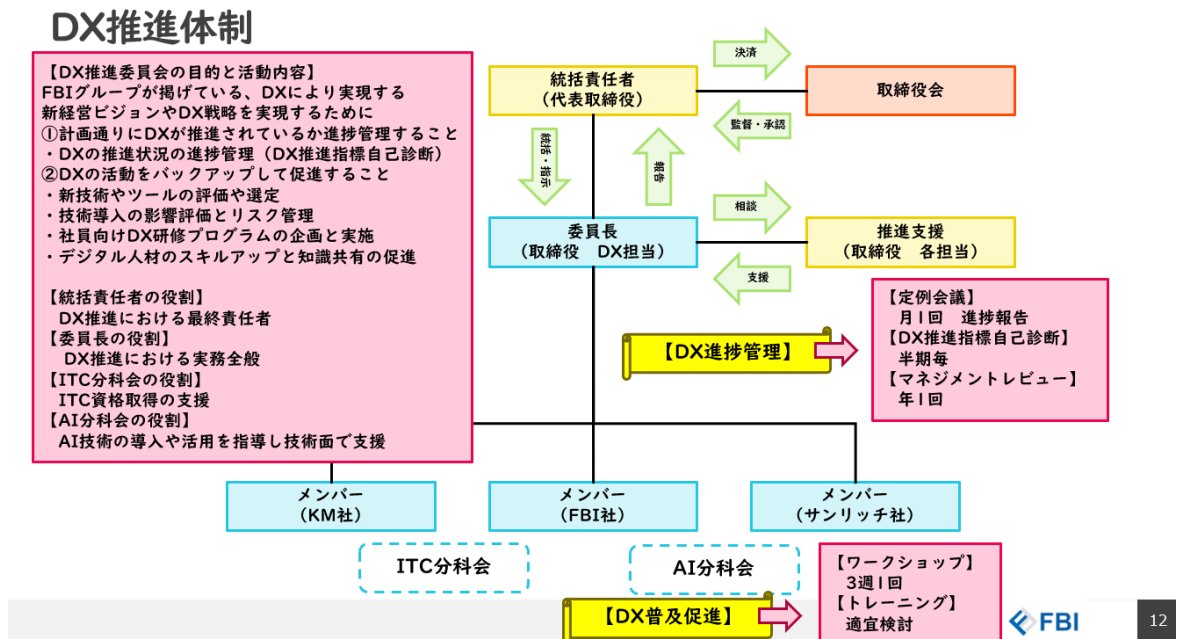 DX推進体制
【DX推進委員会の目的と活動内容】
FBIグループが掲げている、DXにより実現する
新経営ビジョンやDX戦略を実現するために
①計画通りにDXが推進されているか進捗管理すること
・DXの推進状況の進捗管理（DX推進指標自己診断）
②DXの活動をバックアップして促進すること
・新技術やツールの評価や選定
・技術導入の影響評価とリスク管理
・社員向けDX研修プログラムの企画と実施
・デジタル人材のスキルアップと知識共有の促進
【統括責任者の役割】
DX推進における最終責任者
【委員長の役割】
DX推進における実務全般
【ITC分科会の役割】
ITC資格取得の支援
【AI分科会の役割】
AI技術の導入や活用を指導し技術面で支援
統括責任者
（代表取締役）
決済
取締役会
監督・承認
統括・指示
報告
委員長
（取締役　DX担当）
相談
推進支援
（取締役　各担当）
支援
【DX進捗管理】
【定例会議】
月1回　進捗報告
【DX推進指標自己診断】
半期毎
【マネジメントレビュー】
年1回
メンバー
（KM社）
メンバー
（FBI社）
メンバー
（サンリッチ社）
ITC分科会
AI分科会
【DX普及促進】
【ワークショップ】
3週1回
【トレーニング】
適宜検討
FBI
12